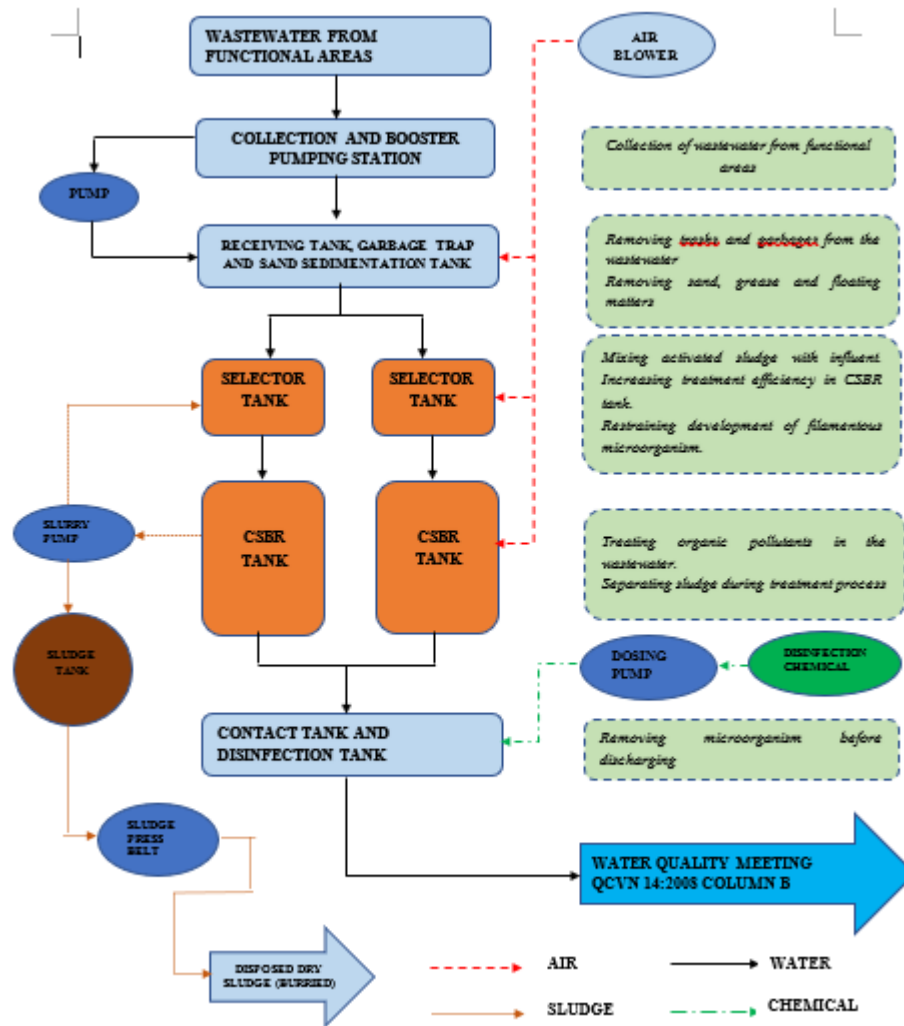 WASTEWATER FROM
FUNCTIONAL AREAS
AIR
BLOWER
COLLECTION AND BOOSTER
PUMPING STATION
Collection of wastewater from functional
areas
PUMP
RECEIVING TANK, GARBAGE TRAP
AND SAND SEDIMENTATION TANK
Removing trashs and garbages from the
wastewater
Removing sand, grease and floating
matters
SELECTOR
TANK
SELECTOR
TANK
Mixing activated sludge with influent.
Increasing treatment efficiency in CSBR
tank.
Restraining development of filamentous
microorganism.
SLURRY
PUMP
CSBR
TANK
CSBR
TANK
Treating organic pollutants in the
wastewater.
Separating sludge during treatment process
SLUDGE
TANK
DOSING
PUMP
DISINFECTION
CHEMICAL
CONTACT TANK AND
DISINFECTION TANK
Removing microorganism before
discharging
SLUDGE
PRESS
BELT
WATER QUALITY MEETING
QCVN 14:2008 COLUMN B
DISPOSED DRY
SLUDGE (BURRIED)
AIR
WATER
SLUDGE
CHEMICAL